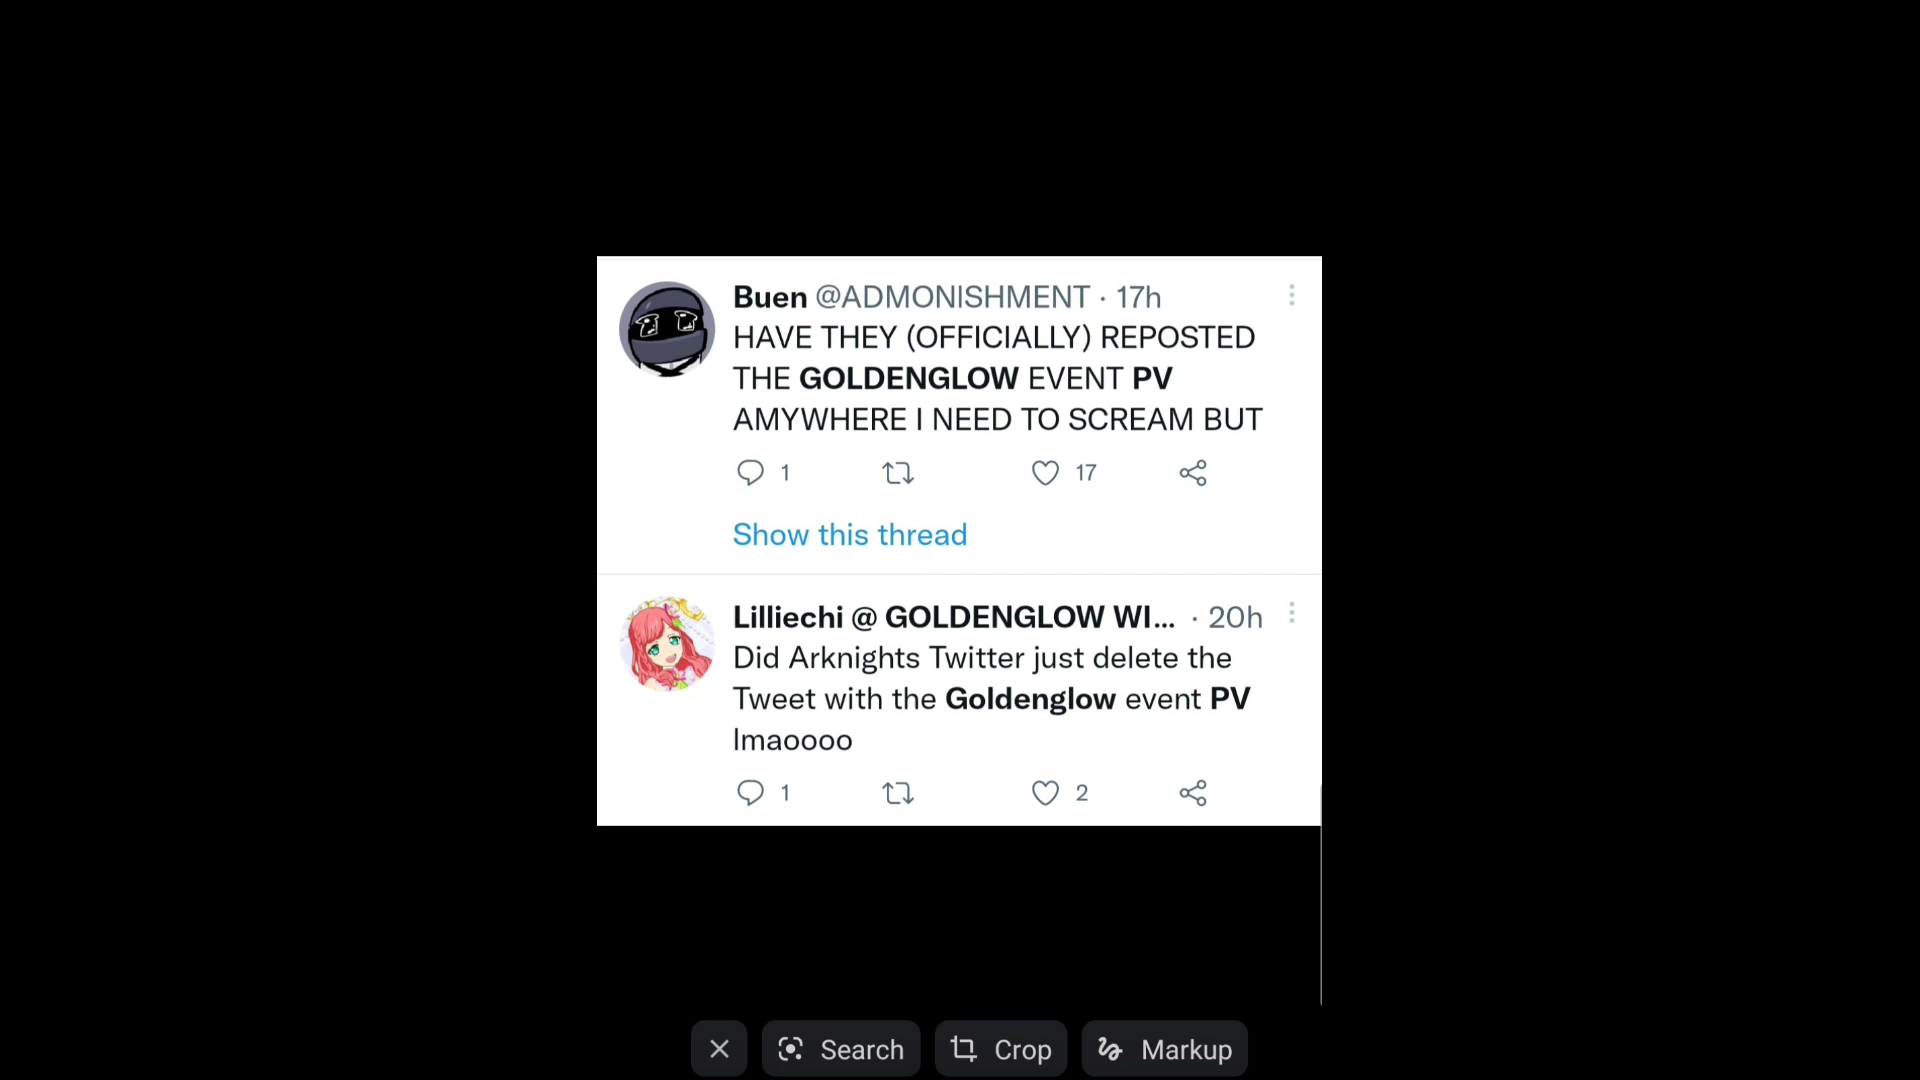 Buen @ADMONISHMENT · 17h
HAVE THEY (OFFICIALLY) REPOSTED
THE GOLDENGLOW EVENT PV
AMYWHERE I NEED TO SCREAM BUT
1 17
Show this thread
Lilliechi @ GOLDENGLOW WI... · 20h
Did Arknights Twitter just delete the
Tweet with the Goldenglow event PV
lmaoooo
1 2
Search Crop Markup